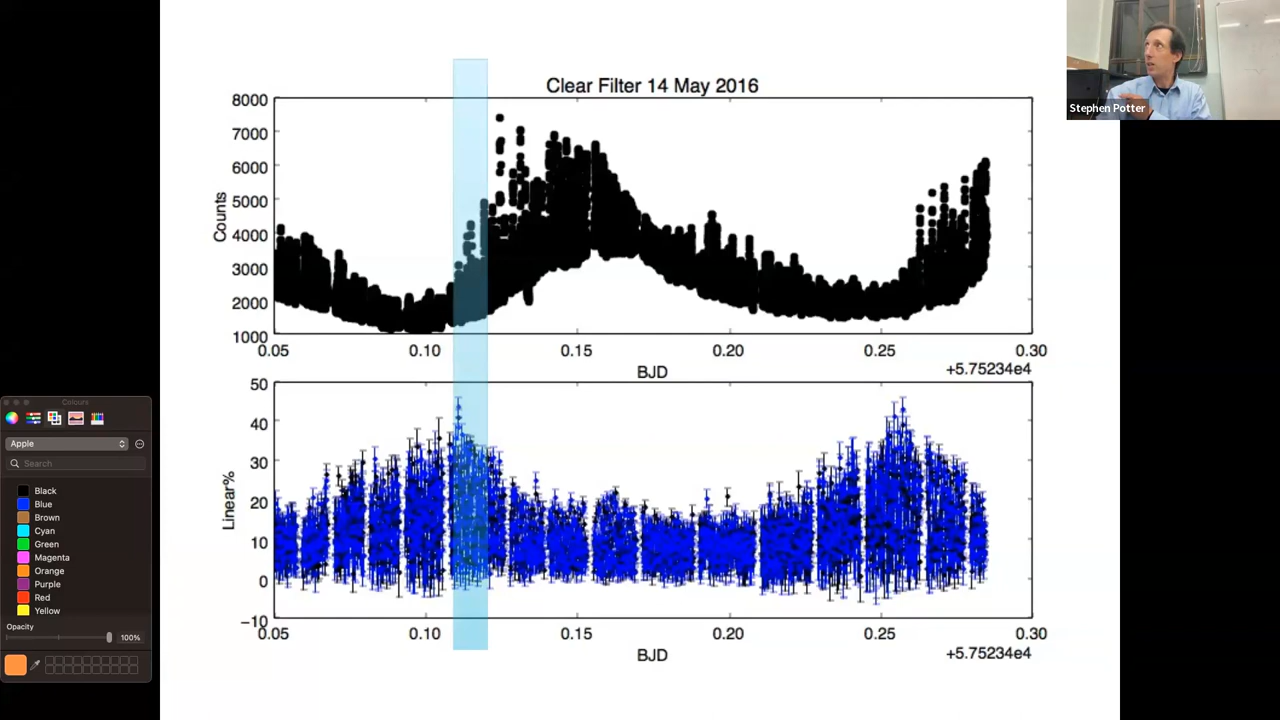 Clear Filter 14 May 2016
8000
7000
6000
5000
4000
3000
2000
1000
Counts
0.05 0.10 0.15 0.20 0.25 0.30
BJD
+5.75234e4
50
40
30
20
10
0
−10
Linear%
0.05 0.10 0.15 0.20 0.25 0.30
BJD
+5.75234e4
Stephen Potter
Colours
Apple
Search
Black
Blue
Brown
Cyan
Green
Magenta
Orange
Purple
Red
Yellow
Opacity
100%